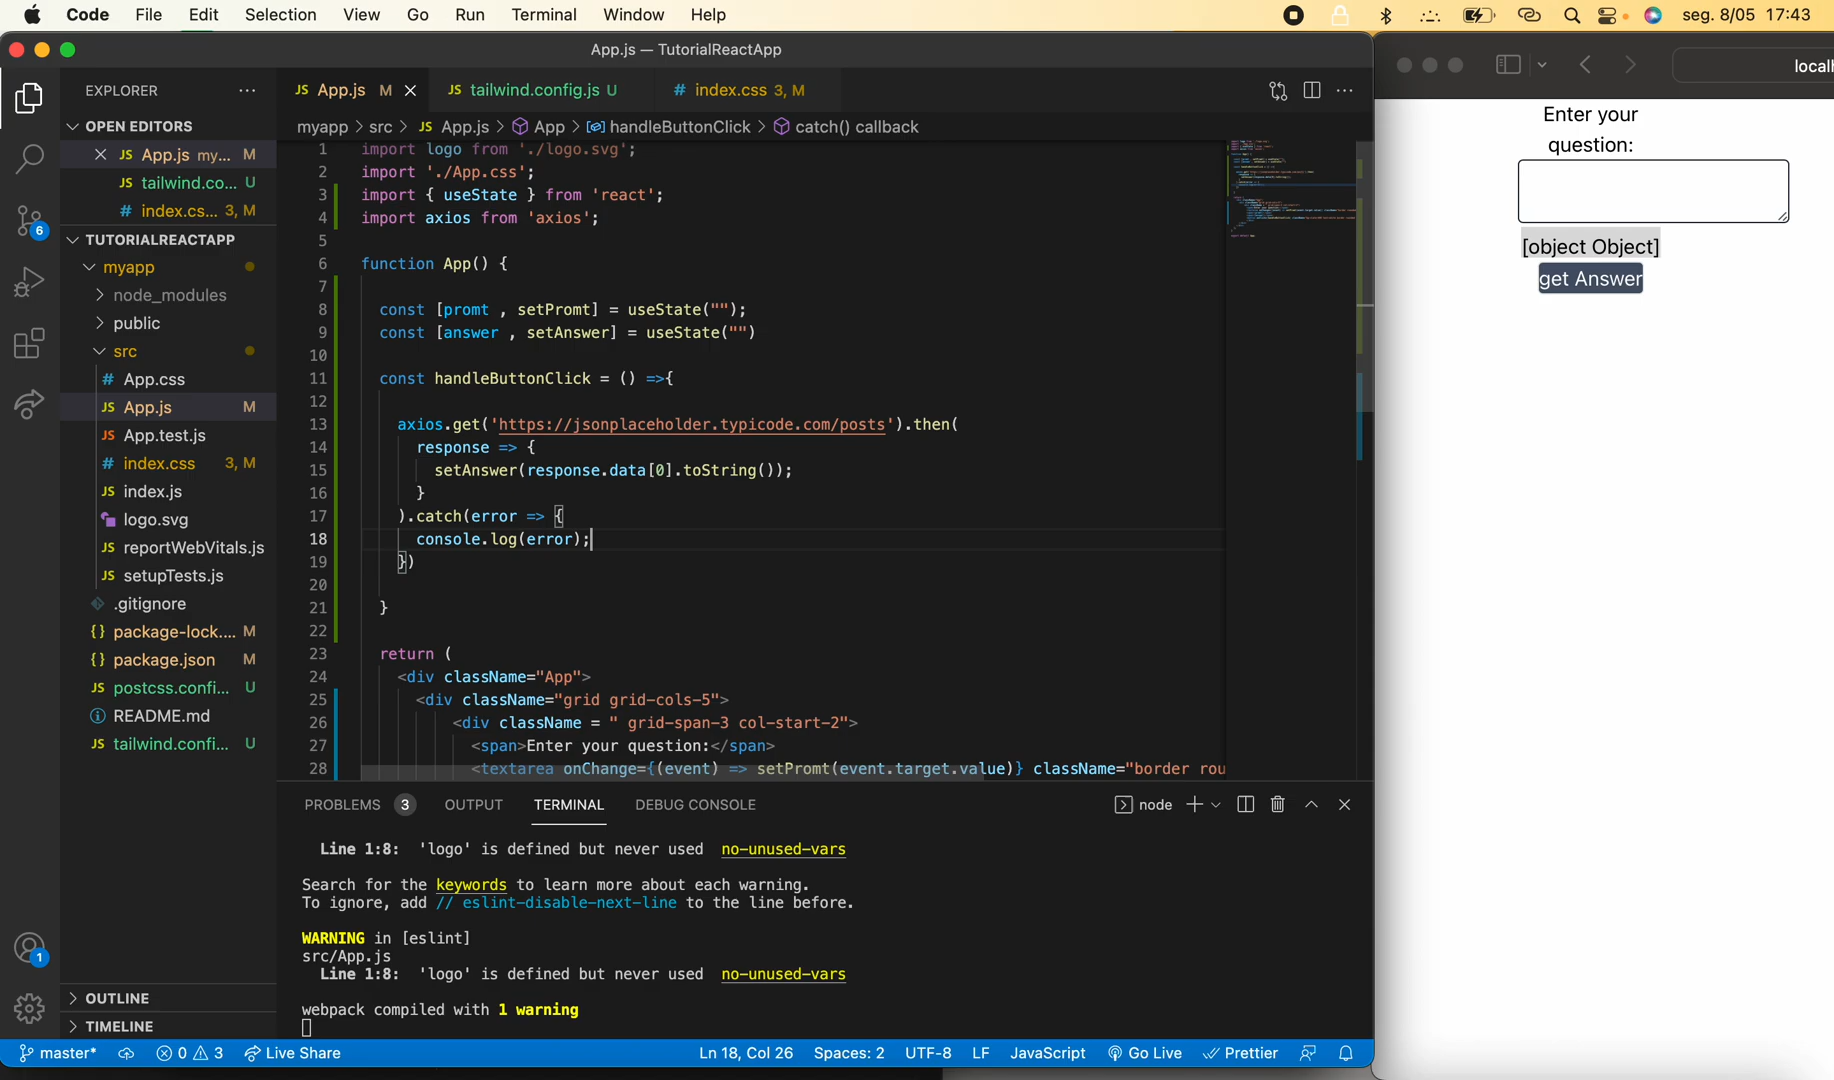 Code File Edit Selection View Go Run Terminal Window Help seg. 8/05 17:43
App.js — TutorialReactApp
EXPLORER
OPEN EDITORS
JS App.js my... M
JS tailwind.co... U
# index.cs... 3, M
TUTORIALREACTAPP
myapp
node_modules
public
src
# App.css
JS App.js M
JS App.test.js
# index.css 3, M
JS index.js
logo.svg
JS reportWebVitals.js
JS setupTests.js
.gitignore
{} package-lock.... M
{} package.json M
JS postcss.confi... U
README.md
JS tailwind.confi... U
OUTLINE
TIMELINE
6
1
JS App.js M JS tailwind.config.js U # index.css 3, M
myapp > src > JS App.js > App > handleButtonClick > catch() callback
1 import logo from './logo.svg';
2 import './App.css';
3 import { useState } from 'react';
4 import axios from 'axios';
5
6 function App() {
7
8 const [promt , setPromt] = useState("");
9 const [answer , setAnswer] = useState("")
10
11 const handleButtonClick = () =>{
12
13 axios.get('https://jsonplaceholder.typicode.com/posts').then(
14 response => {
15 setAnswer(response.data[0].toString());
16 }
17 ).catch(error => {
18 console.log(error);
19 })
20
21 }
22
23 return (
24 <div className="App">
25 <div className="grid grid-cols-5">
26 <div className = " grid-span-3 col-start-2">
27 <span>Enter your question:</span>
28 <textarea onChange={(event) => setPromt(event.target.value)} className="border rou
PROBLEMS 3 OUTPUT TERMINAL DEBUG CONSOLE node
Line 1:8: 'logo' is defined but never used no-unused-vars
Search for the keywords to learn more about each warning.
To ignore, add // eslint-disable-next-line to the line before.
WARNING in [eslint]
src/App.js
Line 1:8: 'logo' is defined but never used no-unused-vars
webpack compiled with 1 warning
master* 0 3 Live Share Ln 18, Col 26 Spaces: 2 UTF-8 LF JavaScript Go Live Prettier
localh
Enter your
question:
[object Object]
get Answer